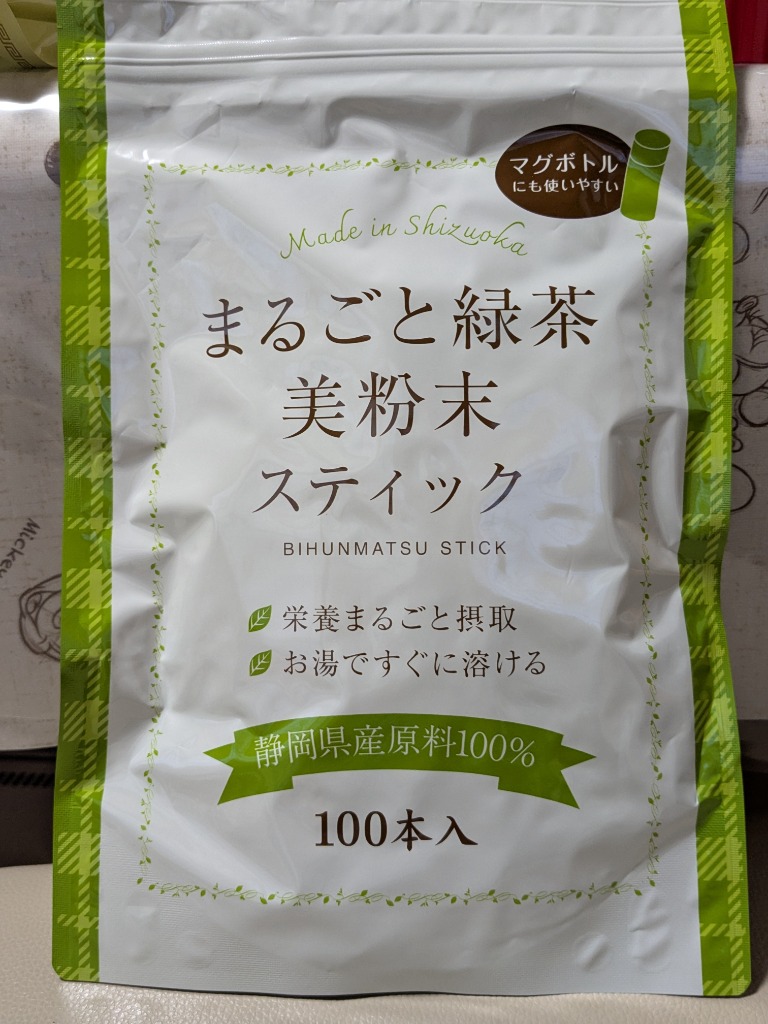 マグボトル
にも使いやすい
Made in Shizuoka
まるごと緑茶
美粉末
スティック
BIHUNMATSU STICK
栄養まるごと摂取
お湯ですぐに溶ける
静岡県産原料100%
100本入
Mickey